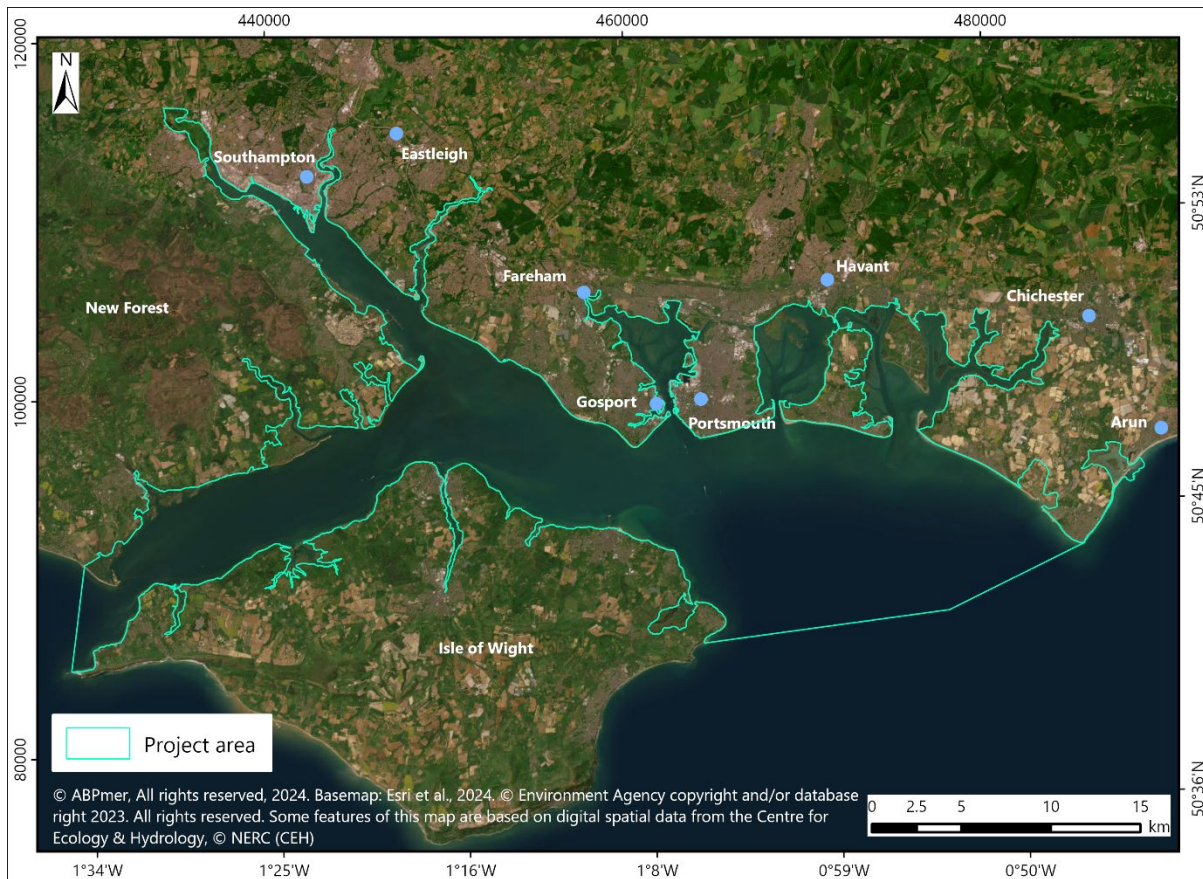 440000 460000 480000
120000
N
Southampton
Eastleigh
50°53'N
Fareham
Havant
Chichester
New Forest
100000
Gosport
Portsmouth
Arun
50°45'N
Isle of Wight
Project area
80000
50°36'N
© ABPmer, All rights reserved, 2024. Basemap: Esri et al., 2024. © Environment Agency copyright and/or database
right 2023. All rights reserved. Some features of this map are based on digital spatial data from the Centre for
Ecology & Hydrology, © NERC (CEH)
0 2.5 5 10 15
km
1°34'W 1°25'W 1°16'W 1°8'W 0°59'W 0°50'W